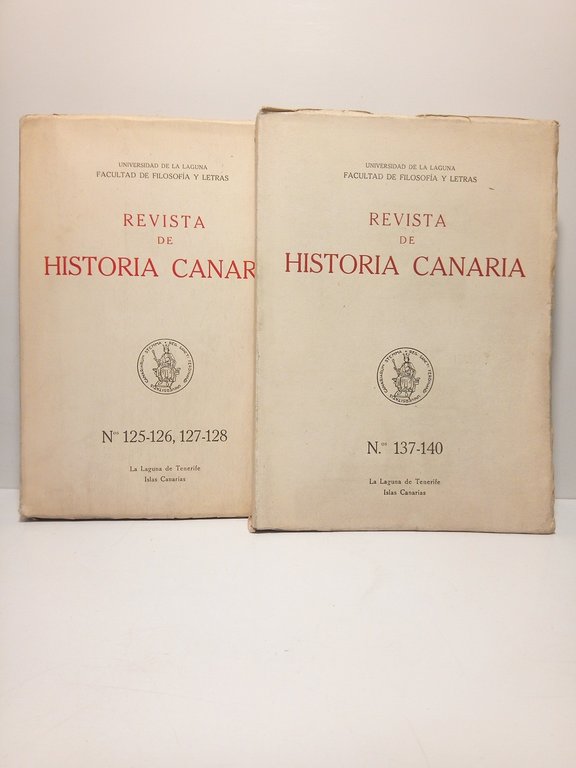 UNIVERSIDAD DE LA LAGUNA
FACULTAD DE FILOSOFÍA Y LETRAS
REVISTA
DE
HISTORIA CANAR
Nos 125-126, 127-128
La Laguna de Tenerife
Islas Canarias
UNIVERSIDAD DE LA LAGUNA
FACULTAD DE FILOSOFÍA Y LETRAS
REVISTA
DE
HISTORIA CANARIA
N.os 137-140
La Laguna de Tenerife
Islas Canarias